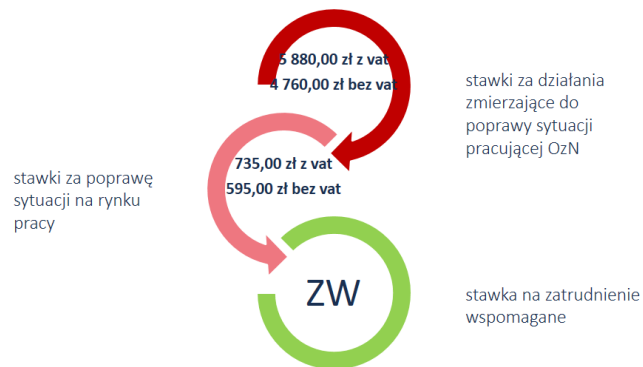 5 880,00 zł z vat
4 760,00 zł bez vat
stawki za działania
zmierzające do
poprawy sytuacji
pracującej OzN
735,00 zł z vat
595,00 zł bez vat
stawki za poprawę
sytuacji na rynku
pracy
ZW
stawka na zatrudnienie
wspomagane